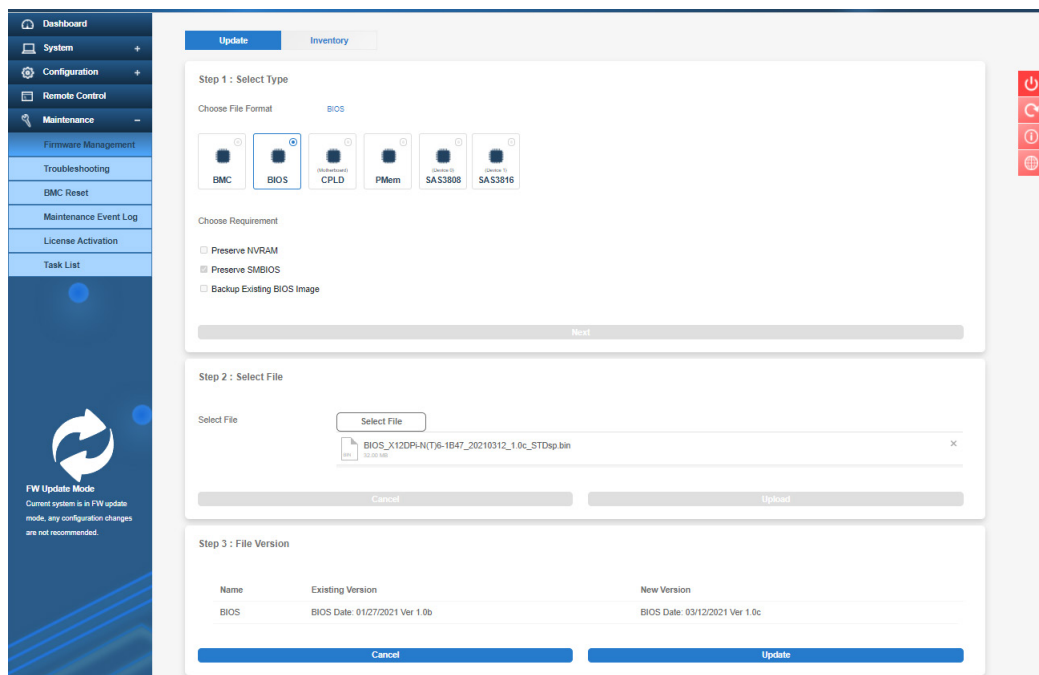 Dashboard
System +
Configuration +
Remote Control
Maintenance –
Firmware Management
Troubleshooting
BMC Reset
Maintenance Event Log
License Activation
Task List
FW Update Mode
Current system is in FW update
mode, any configuration changes
are not recommended.
Update Inventory
Step 1 : Select Type
Choose File Format BIOS
BMC
BIOS
(Motherboard)
CPLD
PMem
(Device 0)
SAS3808
(Device 1)
SAS3816
Choose Requirement
Preserve NVRAM
Preserve SMBIOS
Backup Existing BIOS Image
Next
Step 2 : Select File
Select File Select File
BIOS_X12DPi-N(T)6-1B47_20210312_1.0c_STDsp.bin ×
32.00 MB
Cancel Upload
Step 3 : File Version
Name Existing Version New Version
BIOS BIOS Date: 01/27/2021 Ver 1.0b BIOS Date: 03/12/2021 Ver 1.0c
Cancel Update